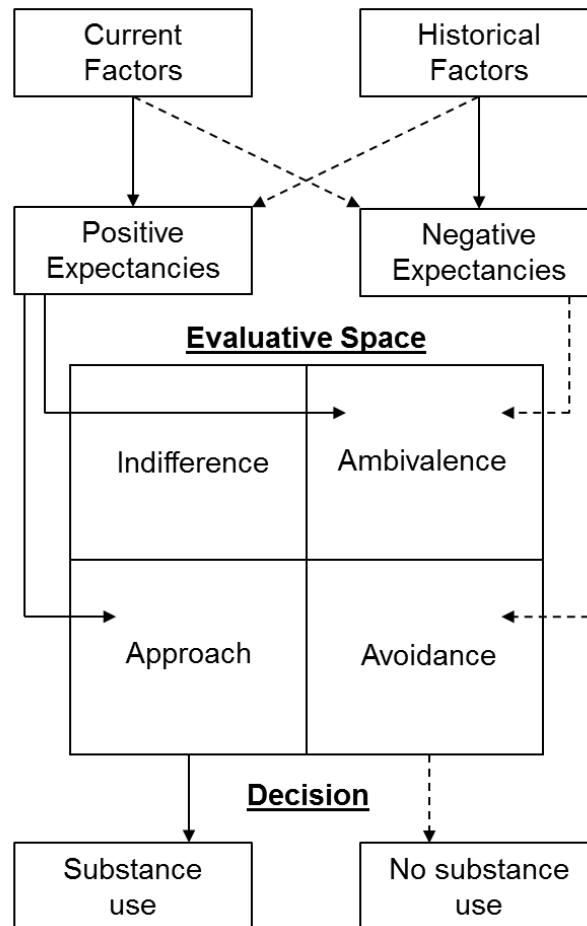 Current
Factors
Historical
Factors
Positive
Expectancies
Negative
Expectancies
Evaluative Space
Indifference
Ambivalence
Approach
Avoidance
Decision
Substance
use
No substance
use